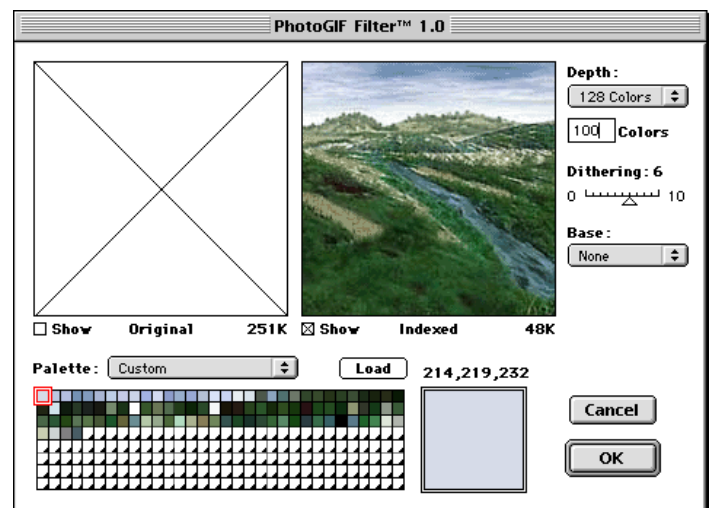 PhotoGIF Filter™ 1.0
Depth:
128 Colors
100 Colors
Dithering: 6
0 10
Base:
None
Show Original 251K
Show Indexed 48K
Palette: Custom Load 214,219,232
Cancel
OK